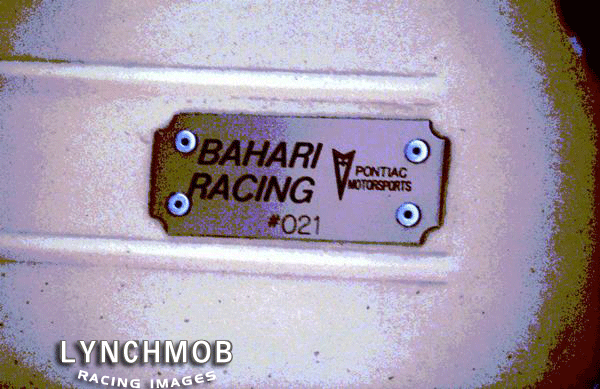 BAHARI
RACING
PONTIAC
MOTORSPORTS
#021
LYNCHMOB
RACING IMAGES